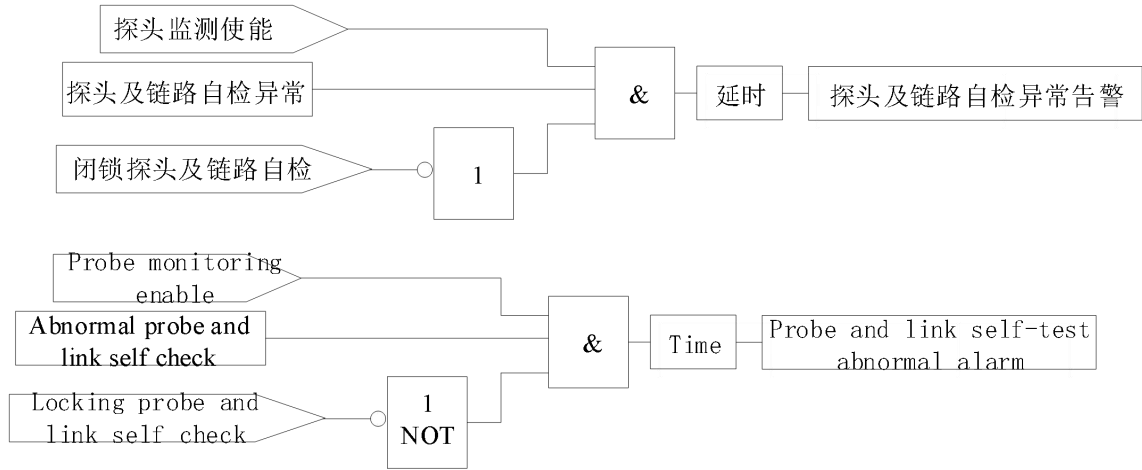 探头监测使能
探头及链路自检异常
&
延时
探头及链路自检异常告警
闭锁探头及链路自检
1
Probe monitoring
enable
Abnormal probe and
link self check
&
Time
Probe and link self-test
abnormal alarm
Locking probe and
link self check
1
NOT